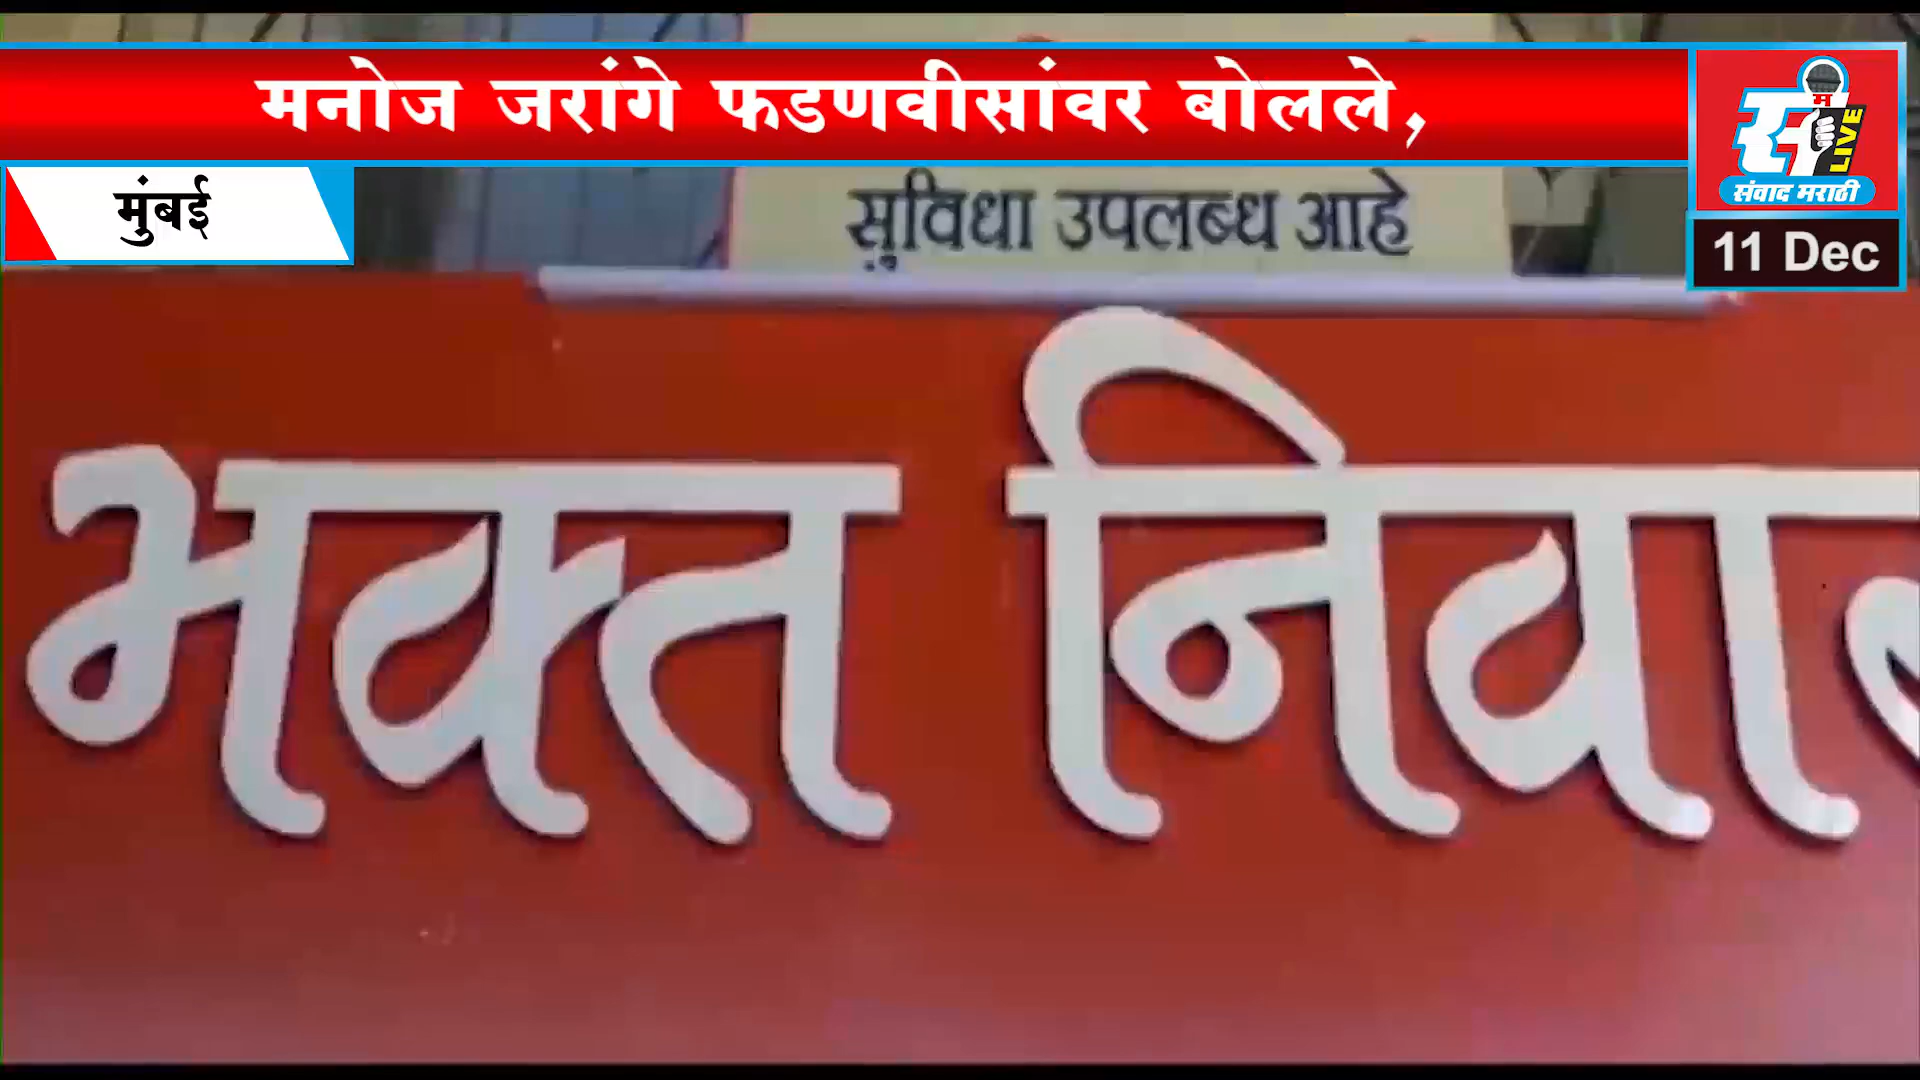 मनोज जरांगे फडणवीसांवर बोलले,
म
LIVE
संवाद मराठी
मुंबई
11 Dec
सुविधा उपलब्ध आहे
भक्त निवा